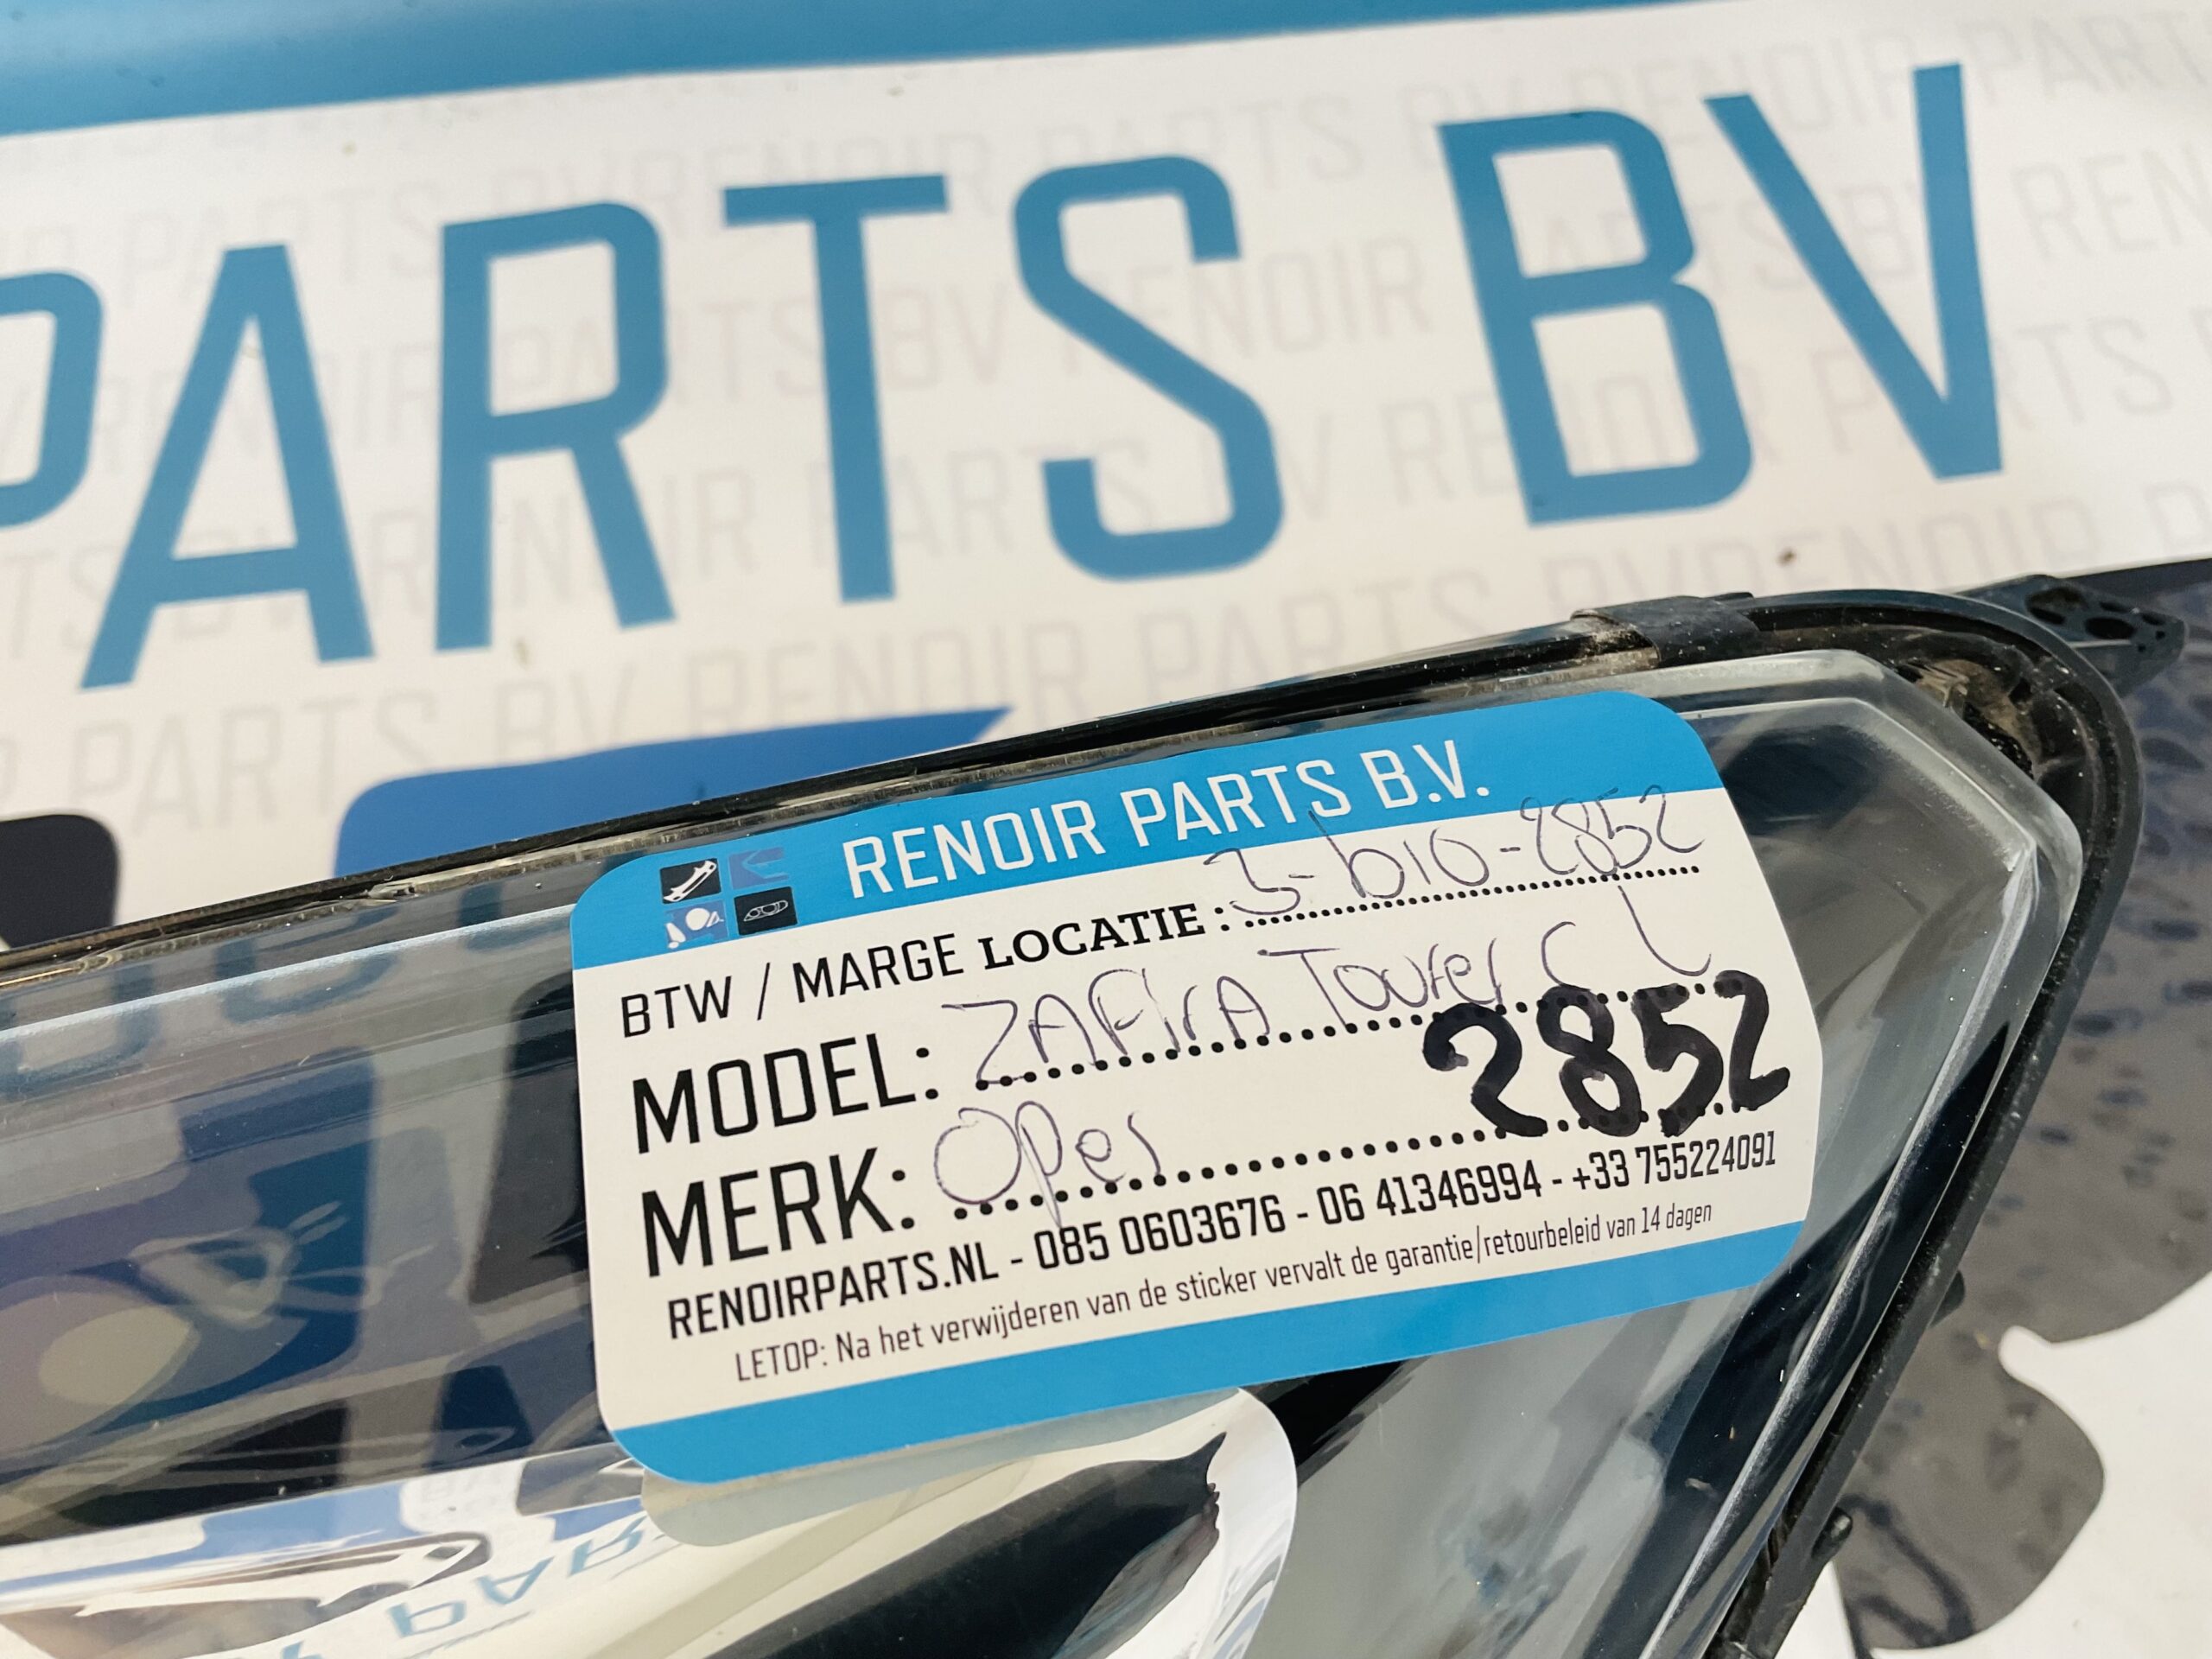 PARTS BV
RENOIR PARTS B.V.
BTW / MARGE LOCATIE : 3-b10-2852
MODEL: ZAFirA Tourer C L
2852
MERK: Opel
RENOIRPARTS.NL - 085 0603676 - 06 41346994 - +33 755224091
LETOP: Na het verwijderen van de sticker vervalt de garantie/retourbeleid van 14 dagen